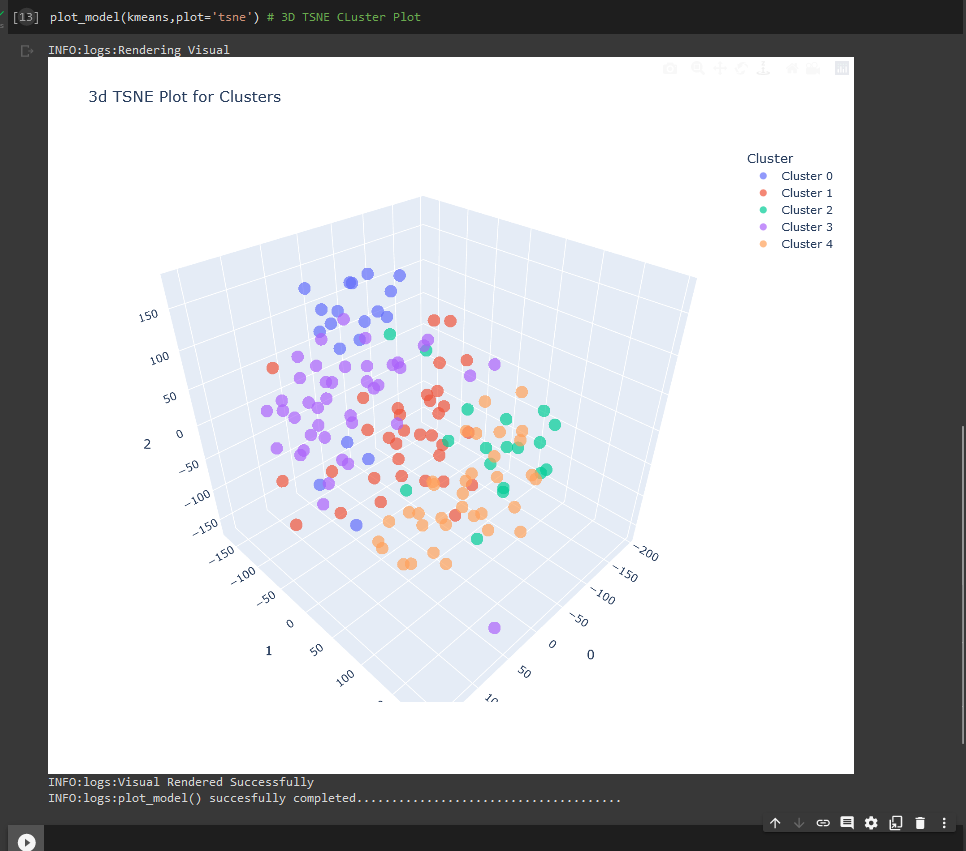 [13] plot_model(kmeans,plot='tsne') # 3D TSNE CLuster Plot
INFO:logs:Rendering Visual
3d TSNE Plot for Clusters
Cluster
Cluster 0
Cluster 1
Cluster 2
Cluster 3
Cluster 4
150
100
50
0
−50
−100
−150
2
−150
−100
−50
0
50
100
1
−200
−150
−100
−50
0
50
0
INFO:logs:Visual Rendered Successfully
INFO:logs:plot_model() succesfully completed......................................